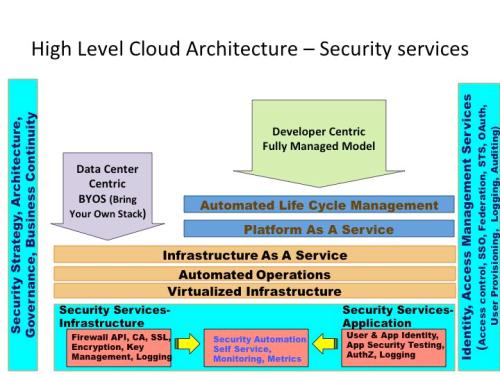 High Level Cloud Architecture – Security services
Security Strategy, Architecture,
Governance, Business Continuity
Data Center
Centric
BYOS (Bring
Your Own Stack)
Developer Centric
Fully Managed Model
Automated Life Cycle Management
Platform As A Service
Infrastructure As A Service
Automated Operations
Virtualized Infrastructure
Security Services-
Infrastructure
Firewall API, CA, SSL,
Encryption, Key
Management, Logging
Security Automation
Self Service,
Monitoring, Metrics
Security Services-
Application
User & App Identity,
App Security Testing,
AuthZ, Logging
Identity, Access Management Services
(Access control, SSO, Federation, STS, OAuth,
User Provisioning, Logging, Auditing)